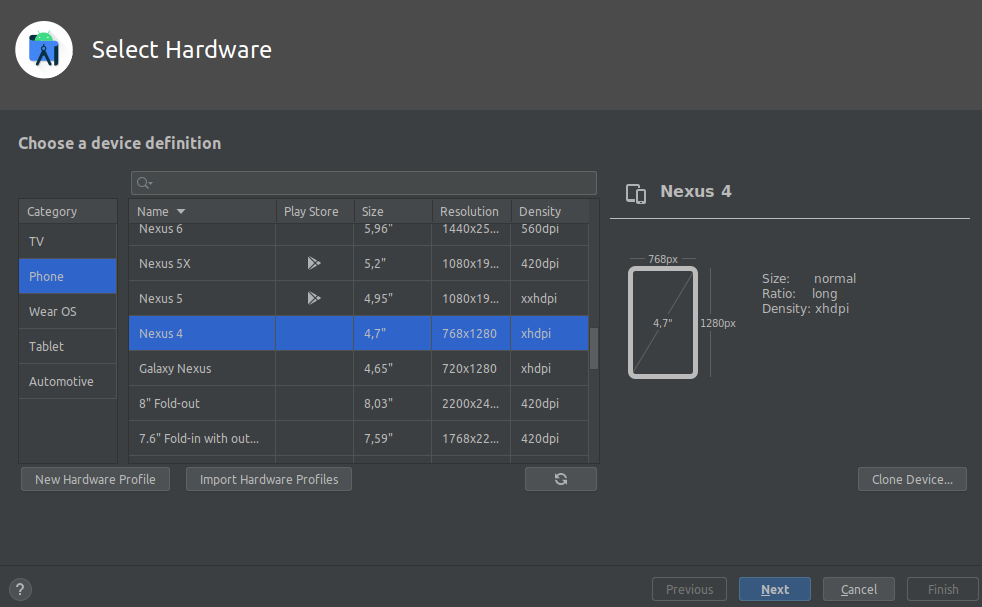 Select Hardware
Choose a device definition
Category
TV
Phone
Wear OS
Tablet
Automotive
Name Play Store Size Resolution Density
Nexus 6 5,96" 1440x25... 560dpi
Nexus 5X 5,2" 1080x19... 420dpi
Nexus 5 4,95" 1080x19... xxhdpi
Nexus 4 4,7" 768x1280 xhdpi
Galaxy Nexus 4,65" 720x1280 xhdpi
8" Fold-out 8,03" 2200x24... 420dpi
7.6" Fold-in with out... 7,59" 1768x22... 420dpi
New Hardware Profile Import Hardware Profiles
Nexus 4
768px
4,7"
1280px
Size: normal
Ratio: long
Density: xhdpi
Clone Device...
? Previous Next Cancel Finish